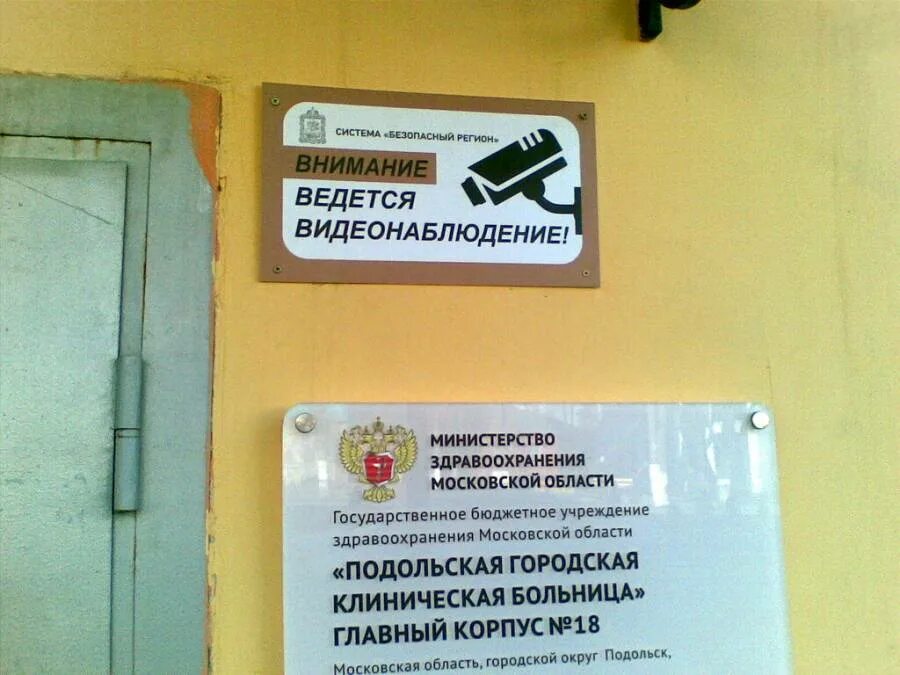 СИСТЕМА «БЕЗОПАСНЫЙ РЕГИОН»
ВНИМАНИЕ
ВЕДЕТСЯ
ВИДЕОНАБЛЮДЕНИЕ!
МИНИСТЕРСТВО
ЗДРАВООХРАНЕНИЯ
МОСКОВСКОЙ ОБЛАСТИ
Государственное бюджетное учреждение
здравоохранения Московской области
«ПОДОЛЬСКАЯ ГОРОДСКАЯ
КЛИНИЧЕСКАЯ БОЛЬНИЦА»
ГЛАВНЫЙ КОРПУС №18
Московская область, городской округ Подольск,